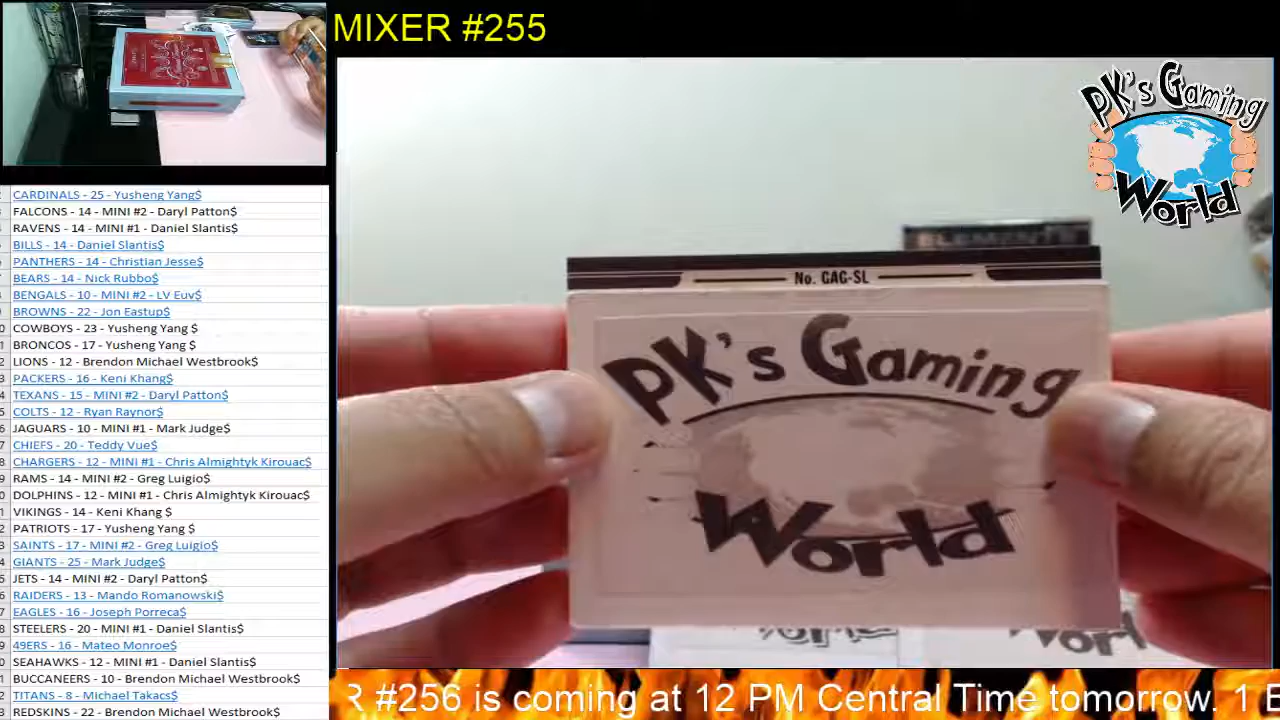 MIXER #255
PK's Gaming
World
CARDINALS - 25 - Yusheng Yang$
FALCONS - 14 - MINI #2 - Daryl Patton$
RAVENS - 14 - MINI #1 - Daniel Slantis$
BILLS - 14 - Daniel Slantis$
PANTHERS - 14 - Christian Jesse$
BEARS - 14 - Nick Rubbo$
BENGALS - 10 - MINI #2 - LV Euv$
BROWNS - 22 - Jon Eastup$
COWBOYS - 23 - Yusheng Yang $
BRONCOS - 17 - Yusheng Yang $
LIONS - 12 - Brendon Michael Westbrook$
PACKERS - 16 - Keni Khang$
TEXANS - 15 - MINI #2 - Daryl Patton$
COLTS - 12 - Ryan Raynor$
JAGUARS - 10 - MINI #1 - Mark Judge$
CHIEFS - 20 - Teddy Vue$
CHARGERS - 12 - MINI #1 - Chris Almightyk Kirouac$
RAMS - 14 - MINI #2 - Greg Luigio$
DOLPHINS - 12 - MINI #1 - Chris Almightyk Kirouac$
VIKINGS - 14 - Keni Khang $
PATRIOTS - 17 - Yusheng Yang $
SAINTS - 17 - MINI #2 - Greg Luigio$
GIANTS - 25 - Mark Judge$
JETS - 14 - MINI #2 - Daryl Patton$
RAIDERS - 13 - Mando Romanowski$
EAGLES - 16 - Joseph Porreca$
STEELERS - 20 - MINI #1 - Daniel Slantis$
49ERS - 16 - Mateo Monroe$
SEAHAWKS - 12 - MINI #1 - Daniel Slantis$
BUCCANEERS - 10 - Brendon Michael Westbrook$
TITANS - 8 - Michael Takacs$
REDSKINS - 22 - Brendon Michael Westbrook$
No. GAG-SL
PK's Gaming
World
R #256 is coming at 12 PM Central Time tomorrow. 1 E